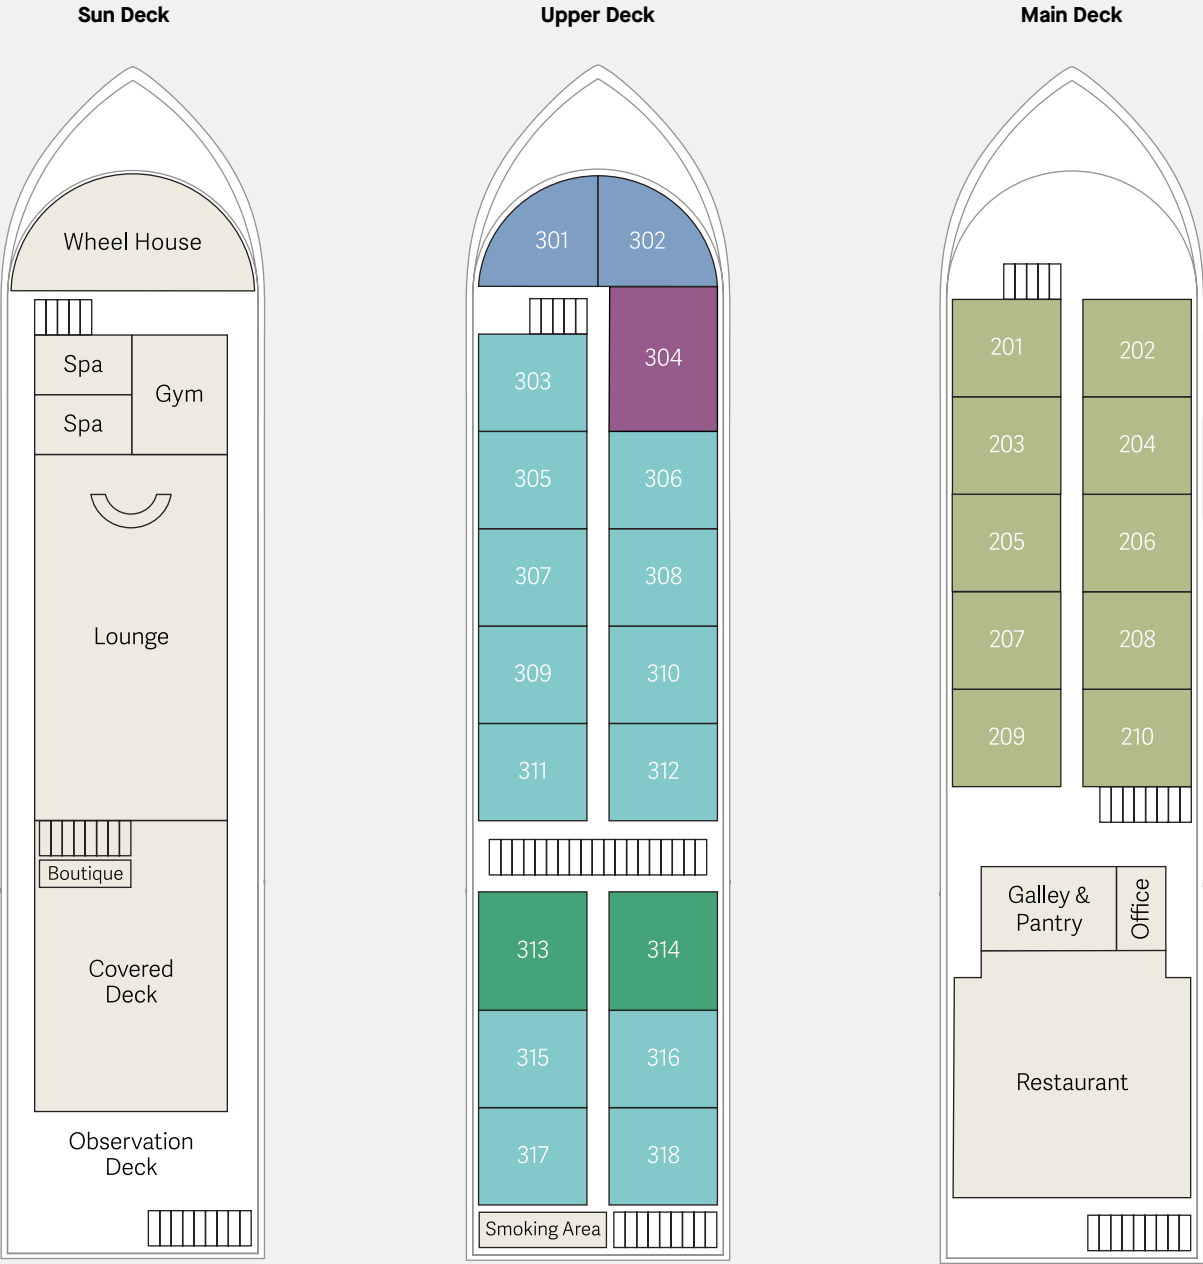 Sun Deck
Wheel House
Spa
Gym
Spa
Lounge
Boutique
Covered
Deck
Observation
Deck
Upper Deck
301
302
303
304
305
306
307
308
309
310
311
312
313
314
315
316
317
318
Smoking Area
Main Deck
201
202
203
204
205
206
207
208
209
210
Galley &
Pantry
Office
Restaurant